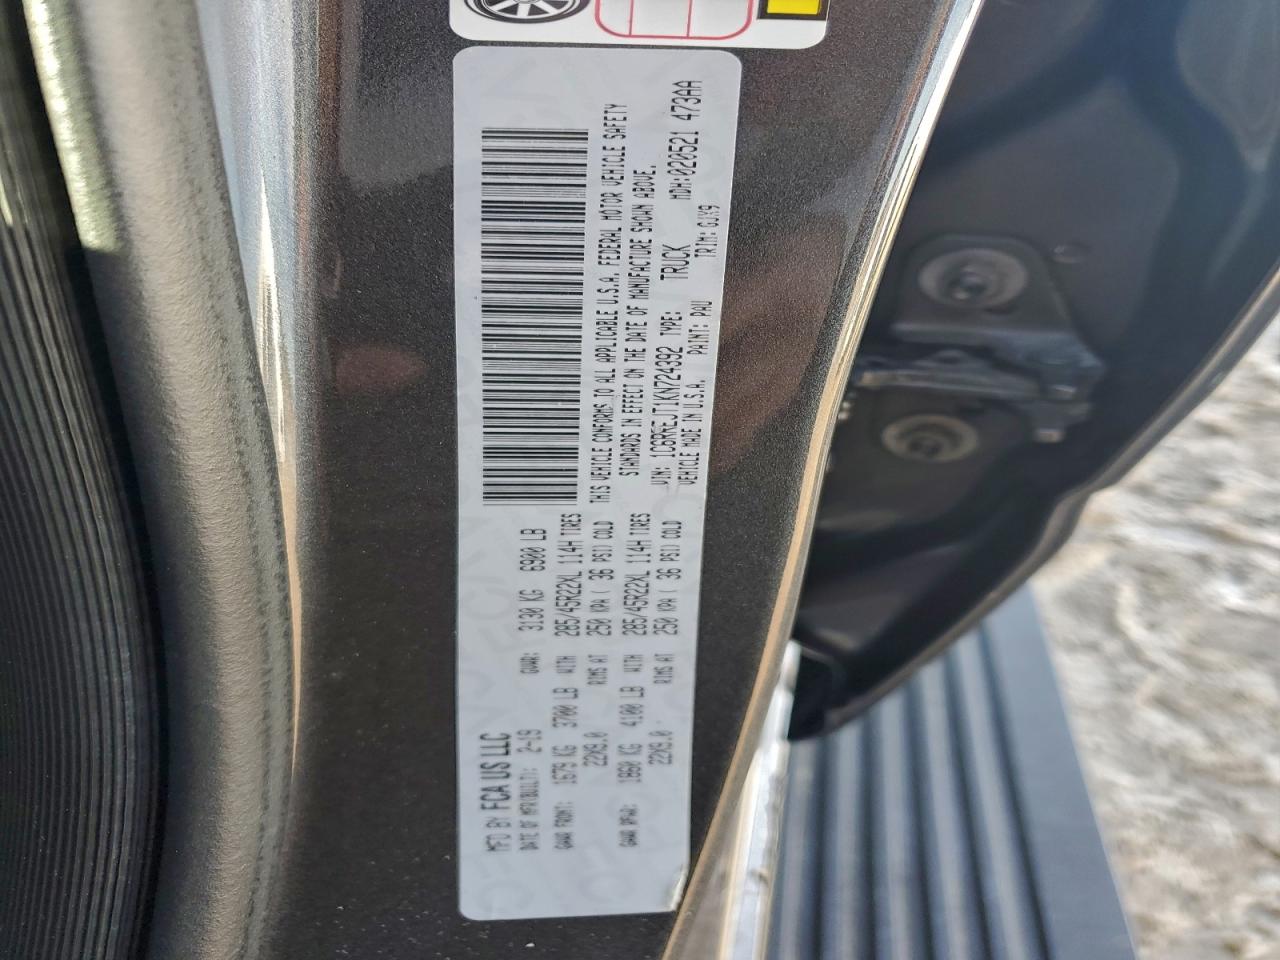 MFD BY FCA US LLC
DATE OF MFR(BUILT): 2-19 GVWR: 3130 KG 6900 LB
GAWR FRONT: 1679 KG 3700 LB WITH 285/45R22XL 114H TIRES
22X9.0 RIMS AT 250 KPA ( 36 PSI) COLD
GAWR REAR: 1860 KG 4100 LB WITH 285/45R22XL 114H TIRES
22X9.0 RIMS AT 250 KPA ( 36 PSI) COLD
THIS VEHICLE CONFORMS TO ALL APPLICABLE U.S.A. FEDERAL MOTOR VEHICLE SAFETY
STANDARDS IN EFFECT ON THE DATE OF MANUFACTURE SHOWN ABOVE.
VIN: 1C6RREJT1KN724392 TYPE: TRUCK MDH:020521 473AA
VEHICLE MADE IN U.S.A. PAINT: PAU TRIM: GJX9